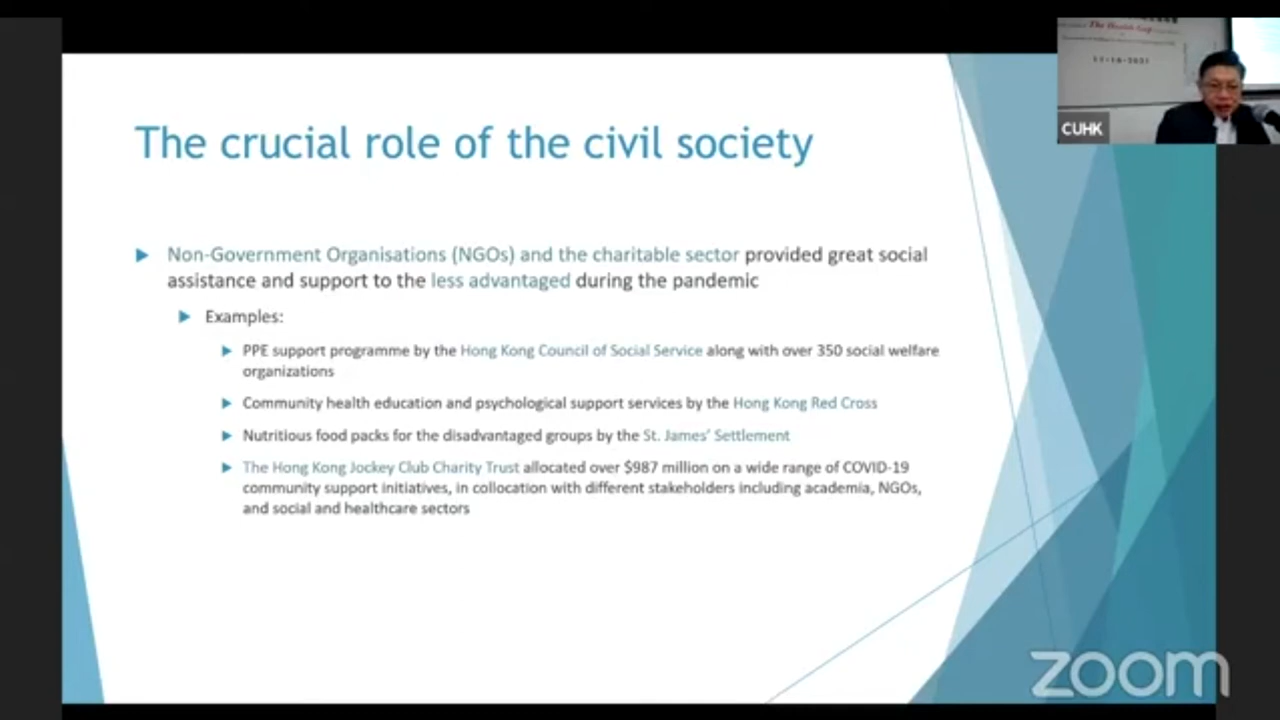 The crucial role of the civil society
Non-Government Organisations (NGOs) and the charitable sector provided great social
assistance and support to the less advantaged during the pandemic
Examples:
PPE support programme by the Hong Kong Council of Social Service along with over 350 social welfare
organizations
Community health education and psychological support services by the Hong Kong Red Cross
Nutritious food packs for the disadvantaged groups by the St. James' Settlement
The Hong Kong Jockey Club Charity Trust allocated over $987 million on a wide range of COVID-19
community support initiatives, in collocation with different stakeholders including academia, NGOs,
and social and healthcare sectors
The Health Gap
CUHK
zoom